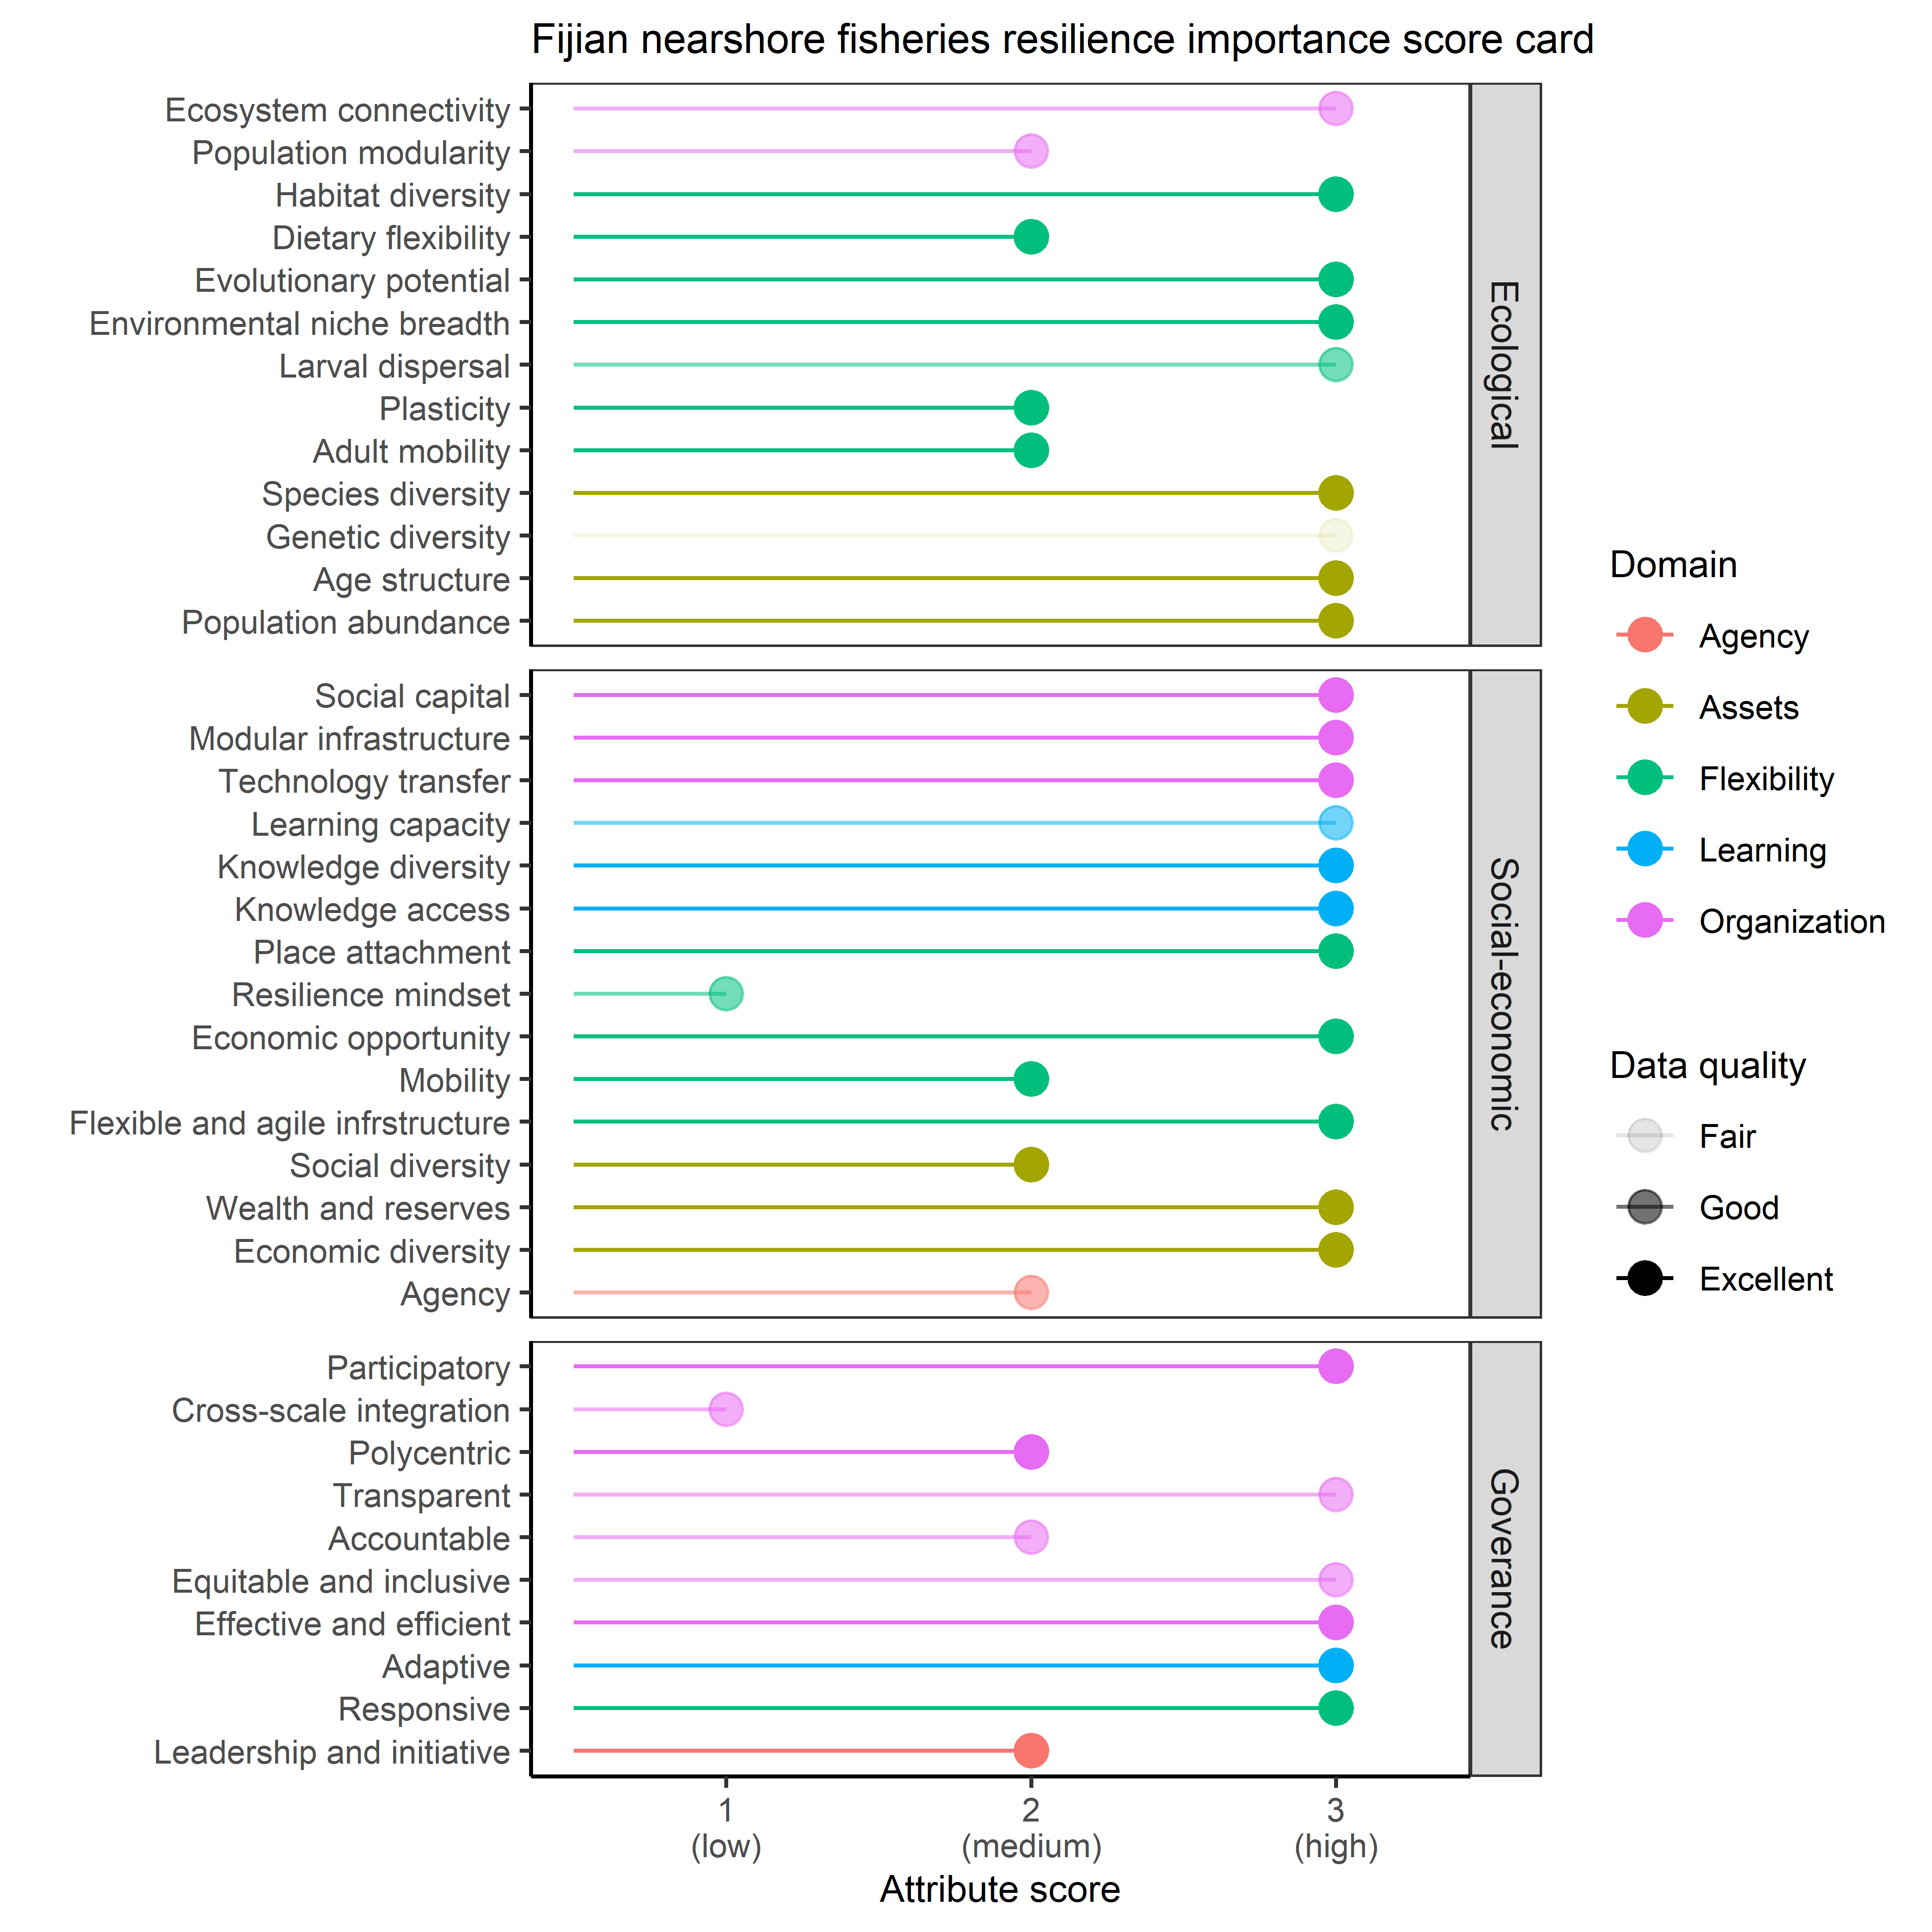 Fijian nearshore fisheries resilience importance score card
Ecosystem connectivity
Population modularity
Habitat diversity
Dietary flexibility
Evolutionary potential
Environmental niche breadth
Larval dispersal
Plasticity
Adult mobility
Species diversity
Genetic diversity
Age structure
Population abundance
Ecological
Social capital
Modular infrastructure
Technology transfer
Learning capacity
Knowledge diversity
Knowledge access
Place attachment
Resilience mindset
Economic opportunity
Mobility
Flexible and agile infrstructure
Social diversity
Wealth and reserves
Economic diversity
Agency
Social-economic
Participatory
Cross-scale integration
Polycentric
Transparent
Accountable
Equitable and inclusive
Effective and efficient
Adaptive
Responsive
Leadership and initiative
Goverance
1 2 3
(low) (medium) (high)
Attribute score
Domain
Agency
Assets
Flexibility
Learning
Organization
Data quality
Fair
Good
Excellent